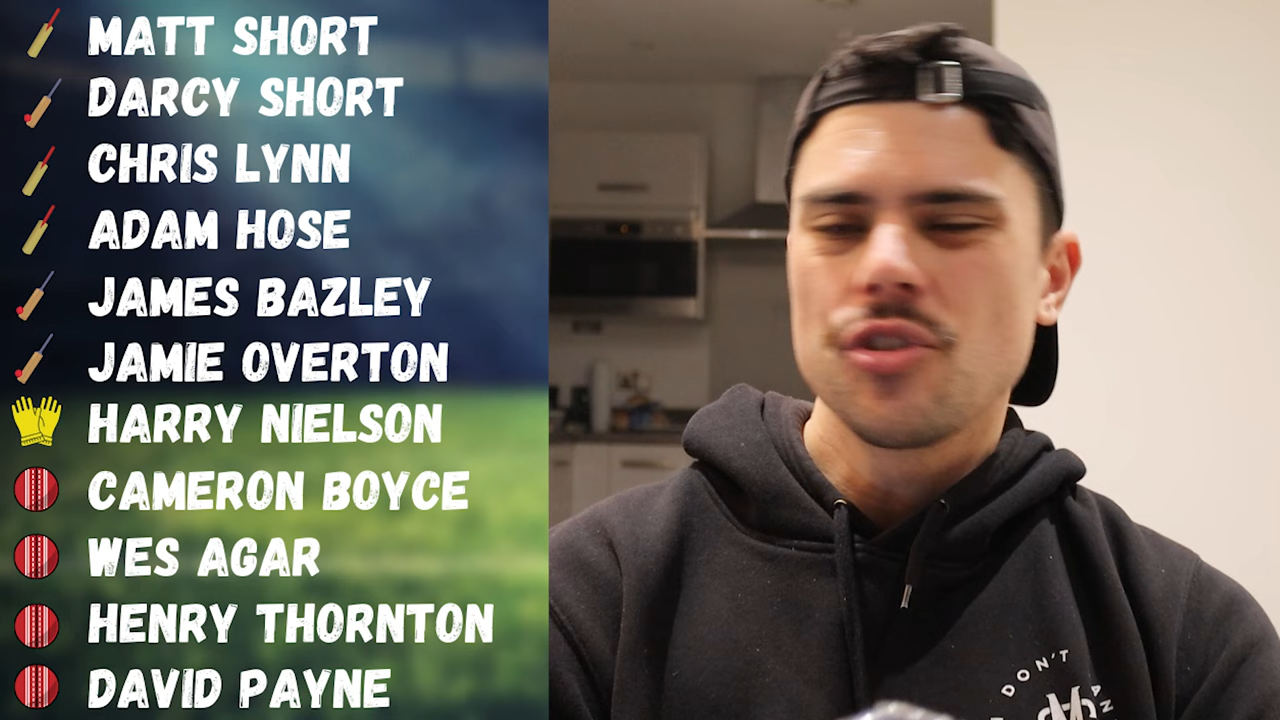 MATT SHORT
DARCY SHORT
CHRIS LYNN
ADAM HOSE
JAMES BAZLEY
JAMIE OVERTON
HARRY NIELSON
CAMERON BOYCE
WES AGAR
HENRY THORNTON
DAVID PAYNE
DON'T